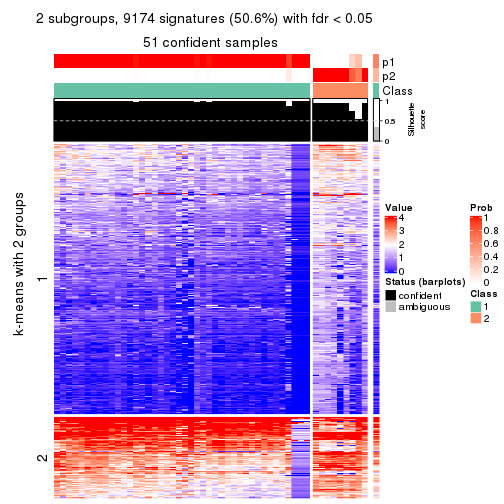 2 subgroups, 9174 signatures (50.6%) with fdr < 0.05
51 confident samples
p1
p2
Class
1
0.5
0
Silhouette
score
k-means with 2 groups
1
2
Value
4
3
2
1
0
Status (barplots)
confident
ambiguous
Prob
1
0.8
0.6
0.4
0.2
0
Class
1
2